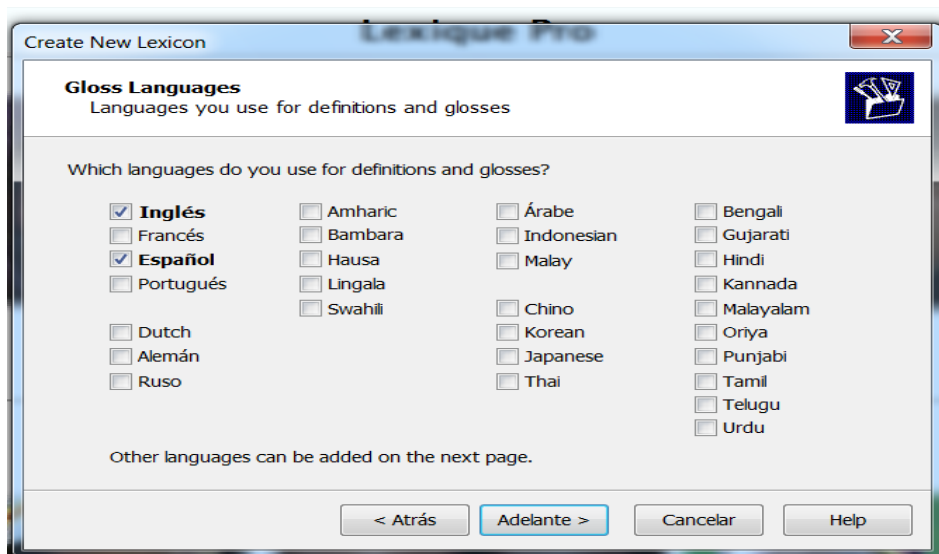 Lexique Pro
Create New Lexicon
Gloss Languages
Languages you use for definitions and glosses
Which languages do you use for definitions and glosses?
Inglés Amharic Árabe Bengali
Francés Bambara Indonesian Gujarati
Español Hausa Malay Hindi
Portugués Lingala Kannada
Swahili Chino Malayalam
Dutch Korean Oriya
Alemán Japanese Punjabi
Ruso Thai Tamil
Telugu
Urdu
Other languages can be added on the next page.
< Atrás Adelante > Cancelar Help